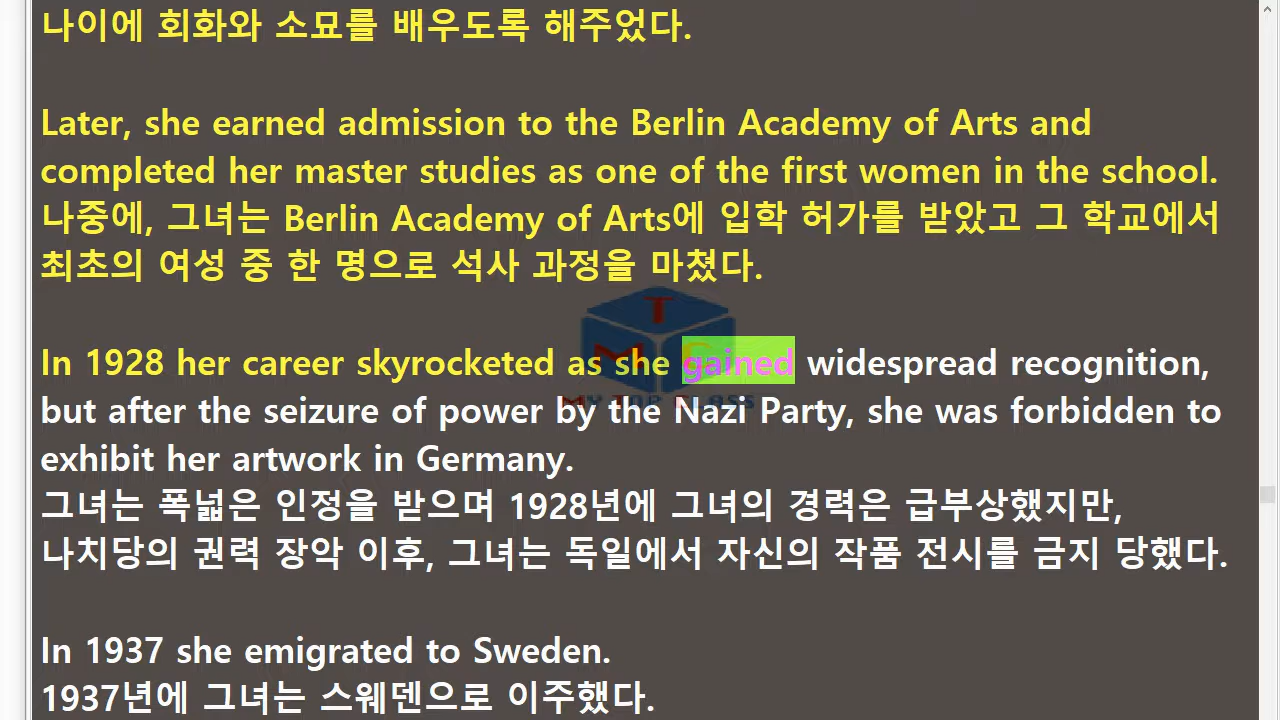 나이에 회화와 소묘를 배우도록 해주었다.
Later, she earned admission to the Berlin Academy of Arts and
completed her master studies as one of the first women in the school.
나중에, 그녀는 Berlin Academy of Arts에 입학 허가를 받았고 그 학교에서
최초의 여성 중 한 명으로 석사 과정을 마쳤다.
In 1928 her career skyrocketed as she gained widespread recognition,
but after the seizure of power by the Nazi Party, she was forbidden to
exhibit her artwork in Germany.
그녀는 폭넓은 인정을 받으며 1928년에 그녀의 경력은 급부상했지만,
나치당의 권력 장악 이후, 그녀는 독일에서 자신의 작품 전시를 금지 당했다.
In 1937 she emigrated to Sweden.
1937년에 그녀는 스웨덴으로 이주했다.
T
M C
MY TOP CLASS